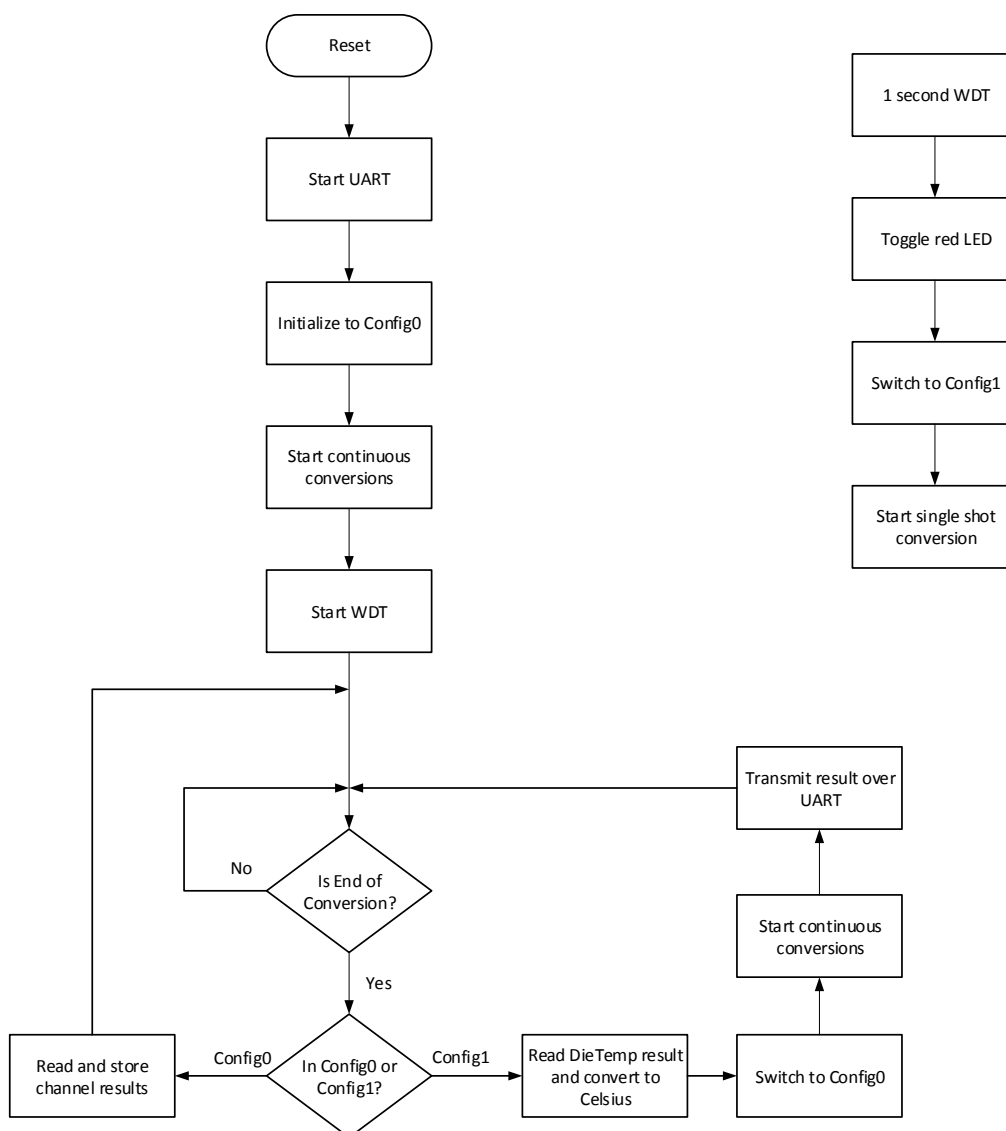 Reset
Start UART
Initialize to Config0
Start continuous
conversions
Start WDT
Is End of
Conversion?
No
Yes
In Config0 or
Config1?
Config0
Read and store
channel results
Config1
Read DieTemp result
and convert to
Celsius
Switch to Config0
Start continuous
conversions
Transmit result over
UART
1 second WDT
Toggle red LED
Switch to Config1
Start single shot
conversion